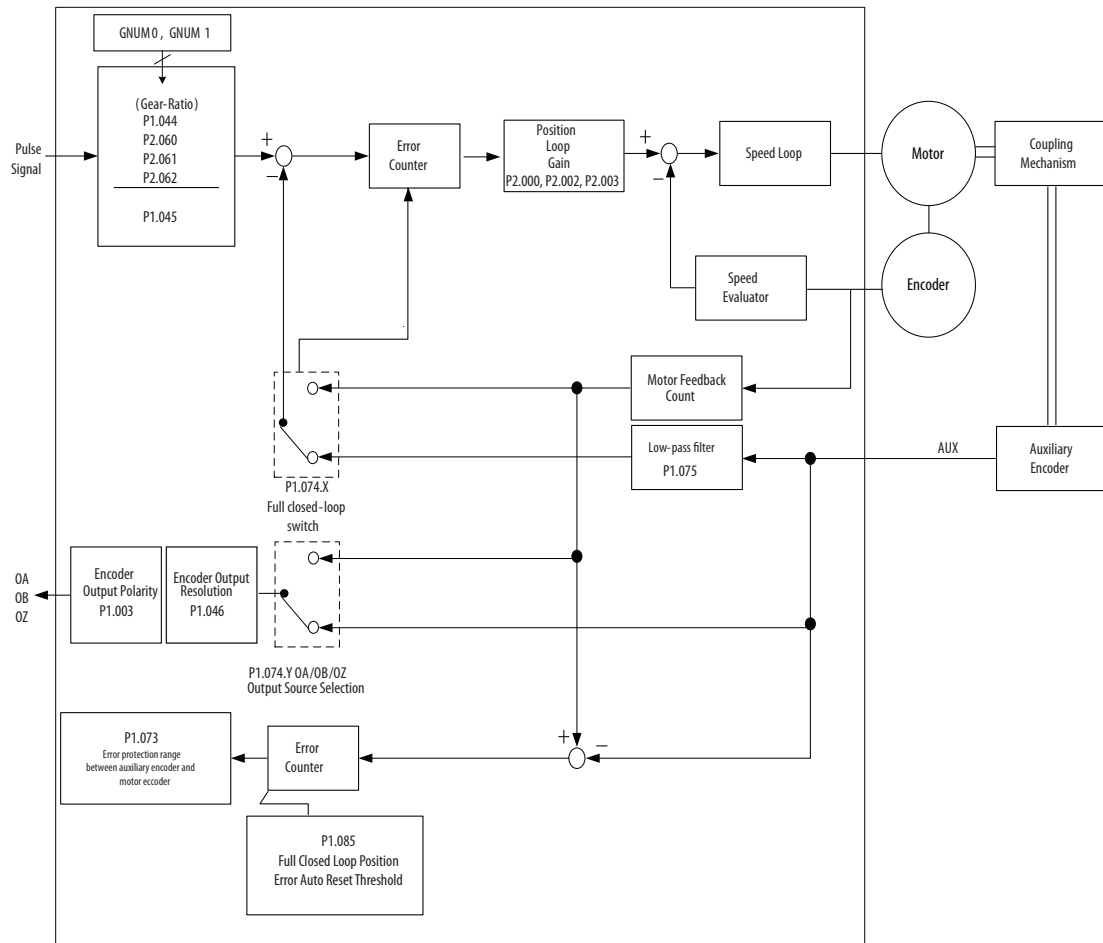 GNUM0 , GNUM 1
(Gear-Ratio)
P1.044
P2.060
P2.061
P2.062
P1.045
Pulse
Signal
+
−
Error
Counter
Position
Loop
Gain
P2.000, P2.002, P2.003
+
−
Speed Loop
Motor
Coupling
Mechanism
Speed
Evaluator
Encoder
Motor Feedback
Count
Low-pass filter
P1.075
AUX
Auxiliary
Encoder
P1.074.X
Full closed-loop
switch
OA
OB
OZ
Encoder
Output Polarity
P1.003
Encoder Output
Resolution
P1.046
P1.074.Y OA/OB/OZ
Output Source Selection
P1.073
Error protection range
between auxiliary encoder and
motor eccoder
Error
Counter
+
−
P1.085
Full Closed Loop Position
Error Auto Reset Threshold